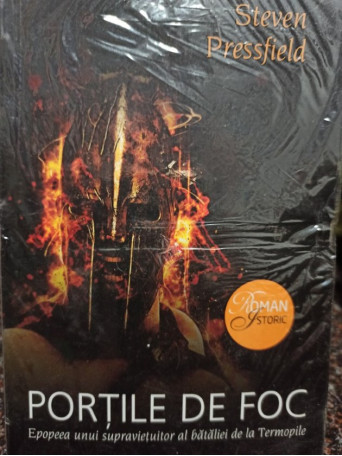 Steven
Pressfield
ROMAN
ISTORIC
PORȚILE DE FOC
Epopeea unui supraviețuitor al bătăliei de la Termopile